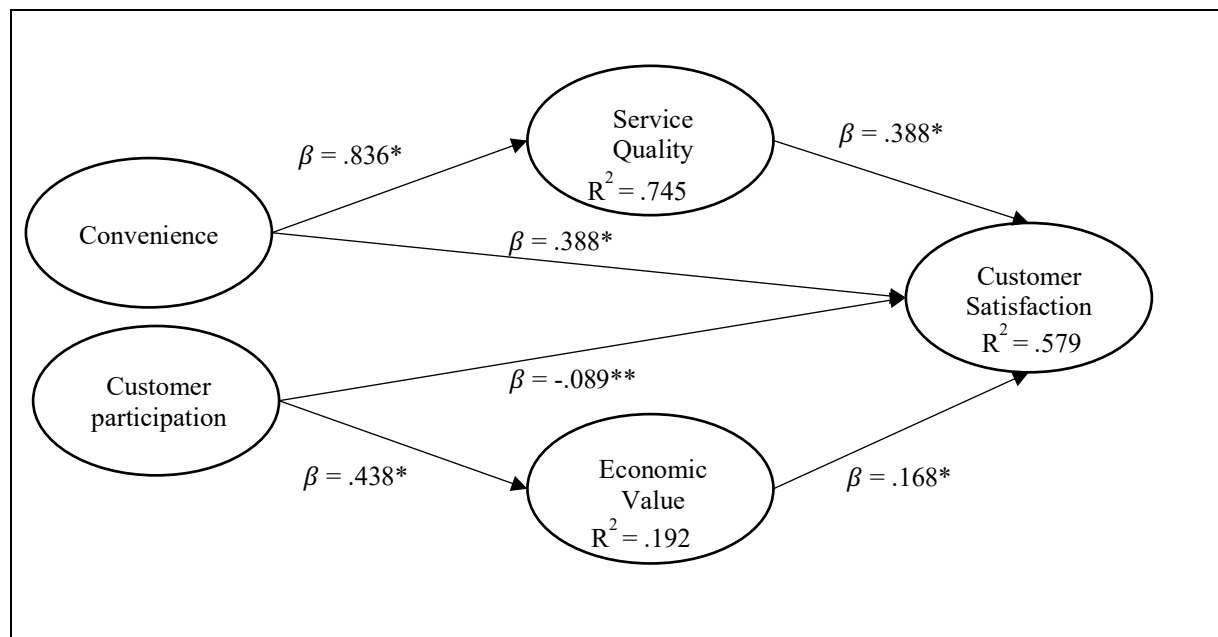 Service
Quality
R² = .745
β = .836*
β = .388*
Convenience
β = .388*
Customer
Satisfaction
R² = .579
Customer
participation
β = -.089**
β = .438*
Economic
Value
R² = .192
β = .168*